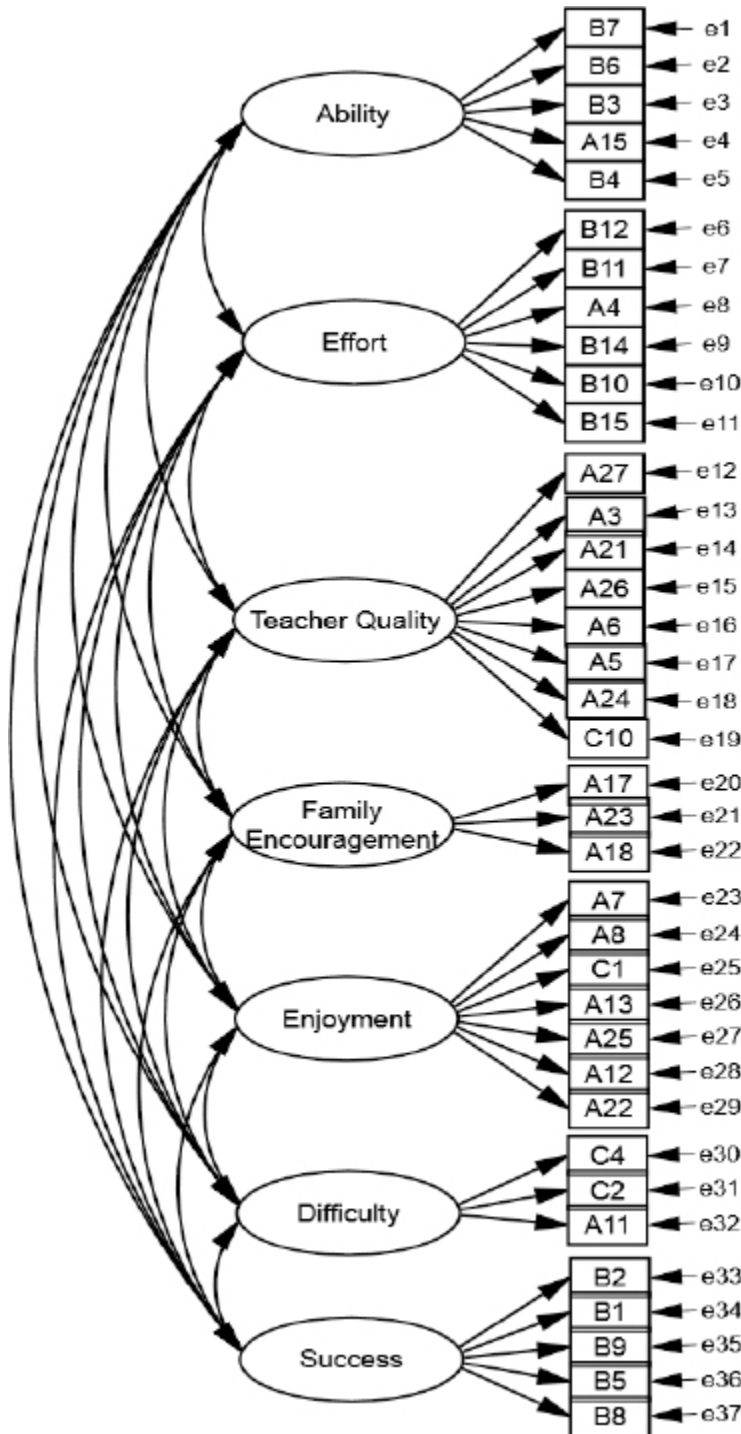 Ability
B7 e1
B6 e2
B3 e3
A15 e4
B4 e5
Effort
B12 e6
B11 e7
A4 e8
B14 e9
B10 e10
B15 e11
Teacher Quality
A27 e12
A3 e13
A21 e14
A26 e15
A6 e16
A5 e17
A24 e18
C10 e19
Family
Encouragement
A17 e20
A23 e21
A18 e22
Enjoyment
A7 e23
A8 e24
C1 e25
A13 e26
A25 e27
A12 e28
A22 e29
Difficulty
C4 e30
C2 e31
A11 e32
Success
B2 e33
B1 e34
B9 e35
B5 e36
B8 e37